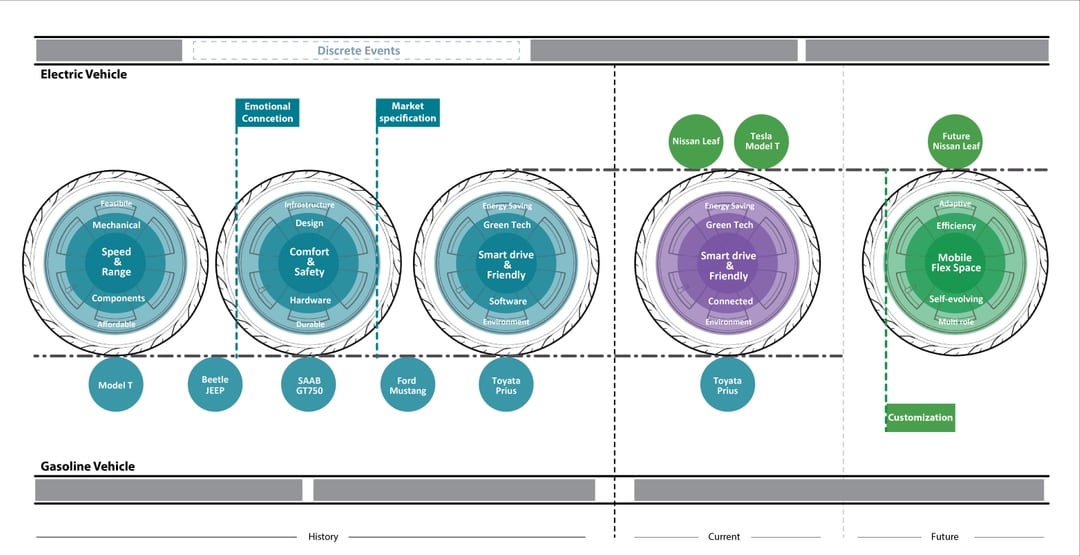 Discrete Events
Electric Vehicle
Emotional
Conncetion
Market
specification
Nissan Leaf
Tesla
Model T
Future
Nissan Leaf
Feasibile
Mechanical
Speed
&
Range
Components
Affordable
Infrastructure
Design
Comfort
&
Safety
Hardware
Durable
Energy Saving
Green Tech
Smart drive
&
Friendly
Software
Environment
Energy Saving
Green Tech
Smart drive
&
Friendly
Connected
Environment
Adaptive
Efficiency
Mobile
Flex Space
Self-evolving
Multi role
Model T
Beetle
JEEP
SAAB
GT750
Ford
Mustang
Toyata
Prius
Toyata
Prius
Customization
Gasoline Vehicle
History
Current
Future